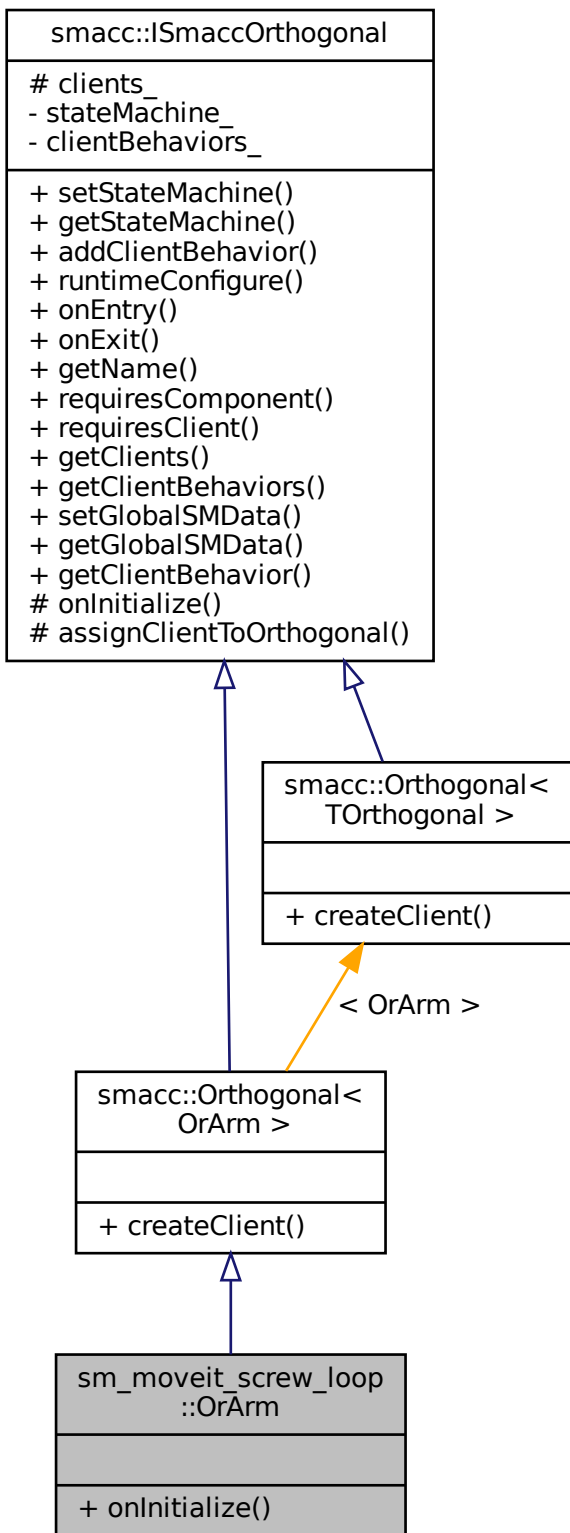 smacc::ISmaccOrthogonal
# clients_
- stateMachine_
- clientBehaviors_
+ setStateMachine()
+ getStateMachine()
+ addClientBehavior()
+ runtimeConfigure()
+ onEntry()
+ onExit()
+ getName()
+ requiresComponent()
+ requiresClient()
+ getClients()
+ getClientBehaviors()
+ setGlobalSMData()
+ getGlobalSMData()
+ getClientBehavior()
# onInitialize()
# assignClientToOrthogonal()
smacc::Orthogonal<
TOrthogonal >
+ createClient()
< OrArm >
smacc::Orthogonal<
OrArm >
+ createClient()
sm_moveit_screw_loop
::OrArm
+ onInitialize()